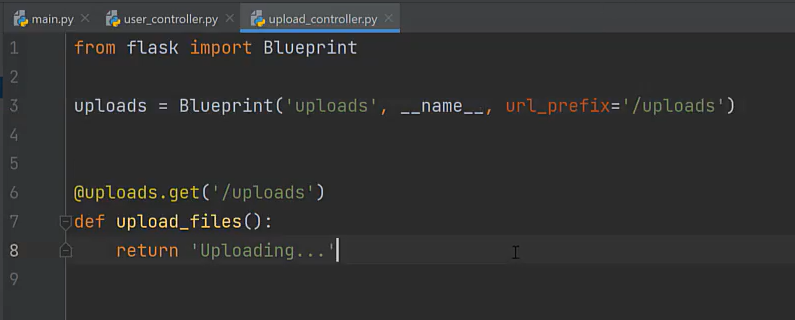 main.py user_controller.py upload_controller.py
1 from flask import Blueprint
2
3 uploads = Blueprint('uploads', __name__, url_prefix='/uploads')
4
5
6 @uploads.get('/uploads')
7 def upload_files():
8     return 'Uploading...'
9